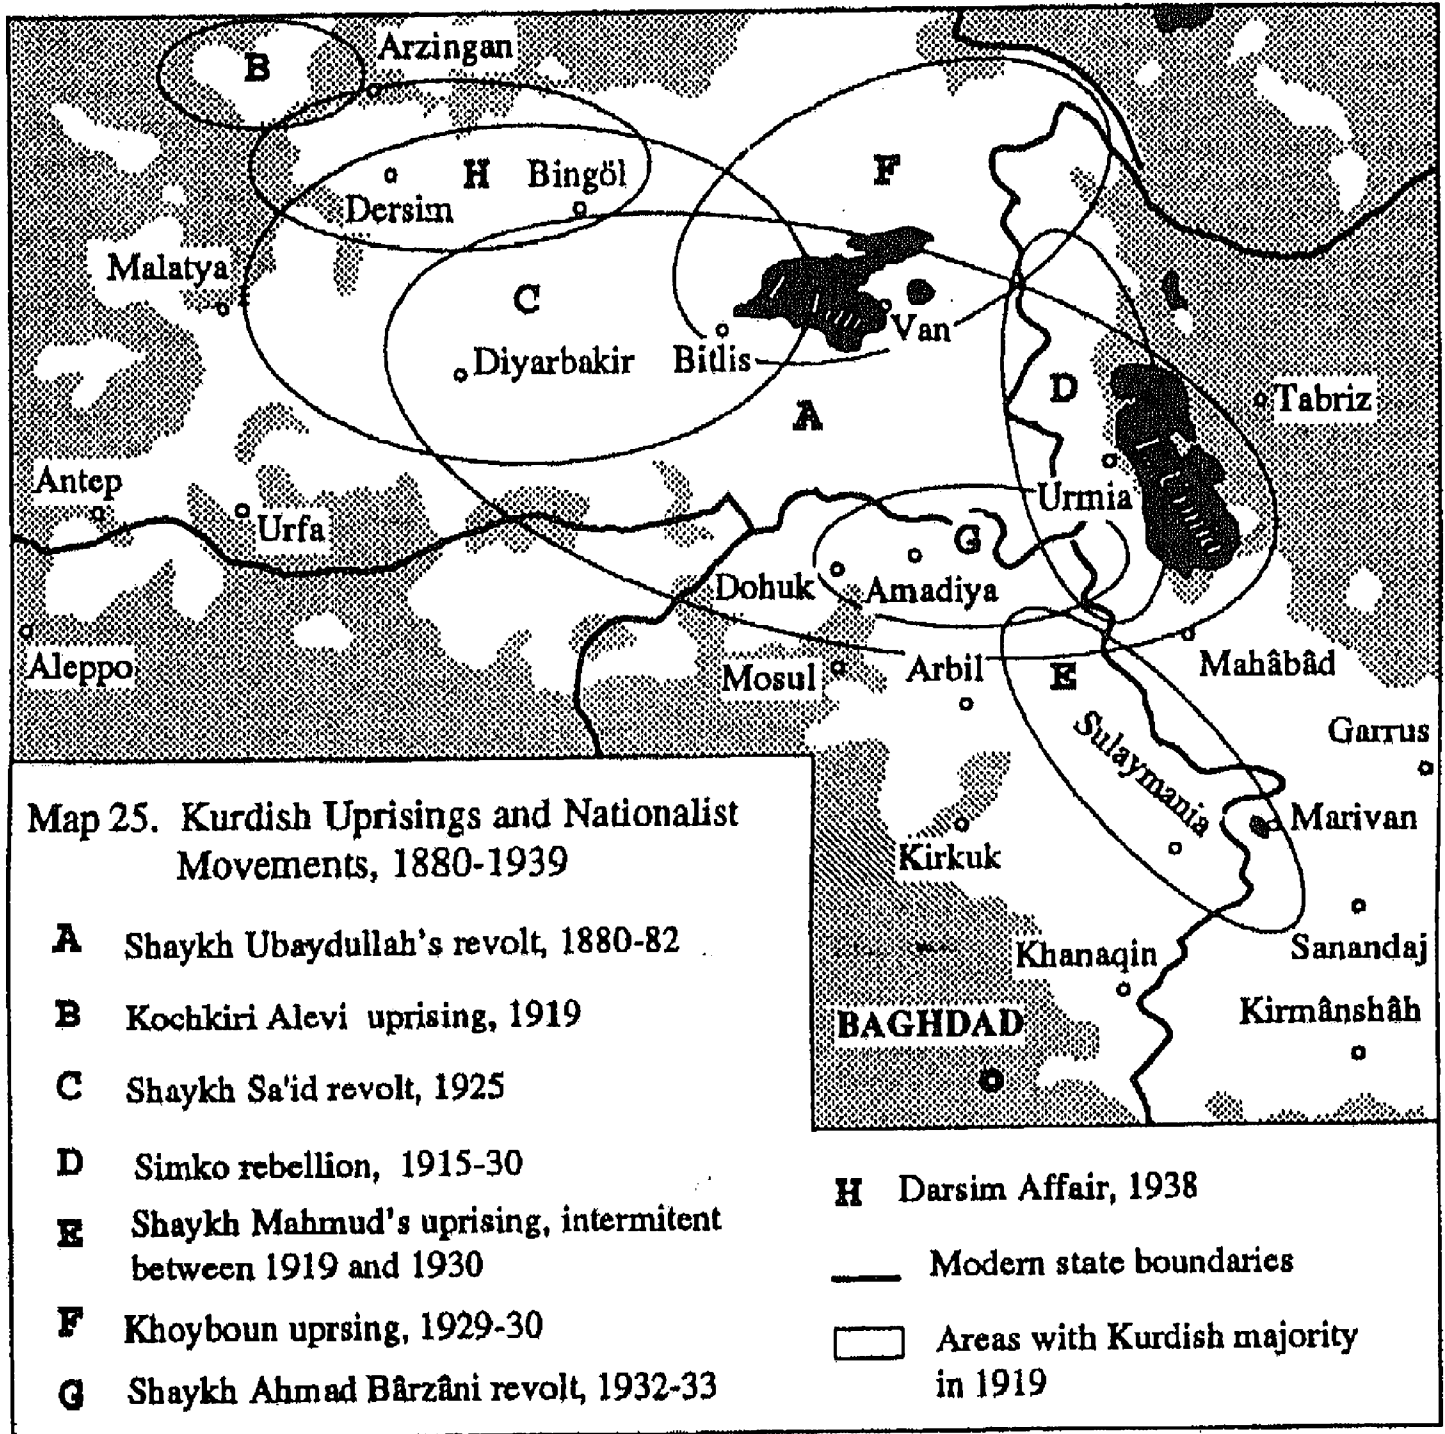 B
Arzingan
H
Bingöl
Dersim
F
Malatya
C
Van
Diyarbakir
Bitlis
D
A
Tabriz
Antep
Urmia
Urfa
G
Dohuk
Amadiya
Aleppo
Mosul
Arbil
E
Mahâbâd
Sulaymania
Garrus
Marivan
Kirkuk
Khanaqin
Sanandaj
BAGHDAD
Kirmânshâh
Map 25. Kurdish Uprisings and Nationalist
Movements, 1880-1939
A Shaykh Ubaydullah's revolt, 1880-82
B Kochkiri Alevi uprising, 1919
C Shaykh Sa'id revolt, 1925
D Simko rebellion, 1915-30
E Shaykh Mahmud's uprising, intermitent
between 1919 and 1930
F Khoyboun uprsing, 1929-30
G Shaykh Ahmad Bârzâni revolt, 1932-33
H Darsim Affair, 1938
Modern state boundaries
Areas with Kurdish majority
in 1919